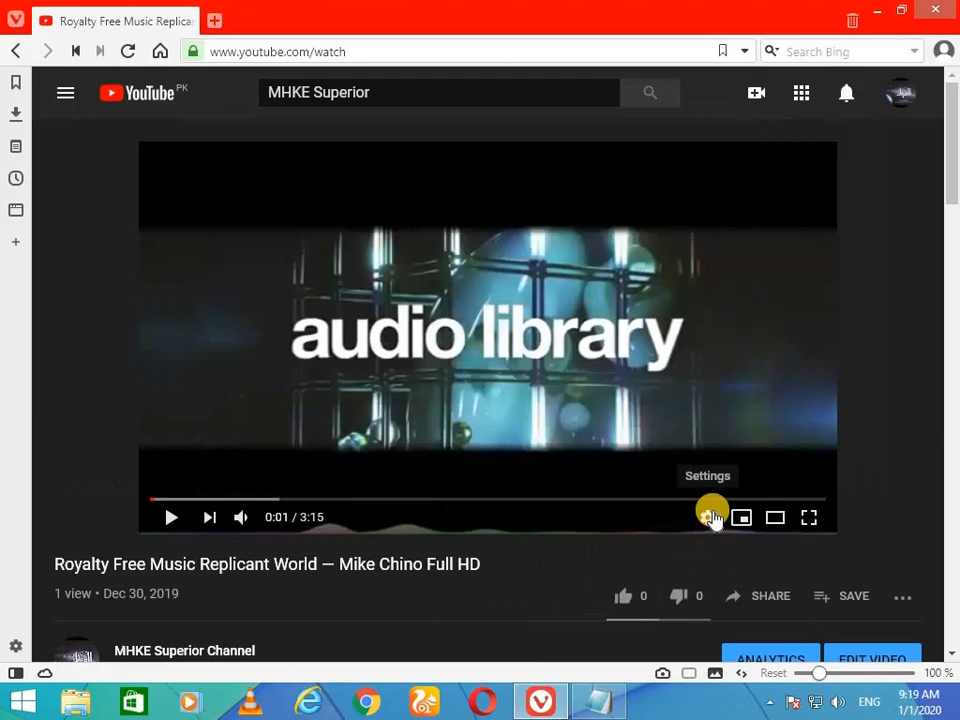 Royalty Free Music Replican
www.youtube.com/watch
Search Bing
YouTube PK
MHKE Superior
audio library
Settings
0:01 / 3:15
Royalty Free Music Replicant World — Mike Chino Full HD
1 view • Dec 30, 2019
0
0
SHARE
SAVE
MHKE Superior Channel
ANALYTICS
EDIT VIDEO
Reset
100 %
ENG
9:19 AM
1/1/2020